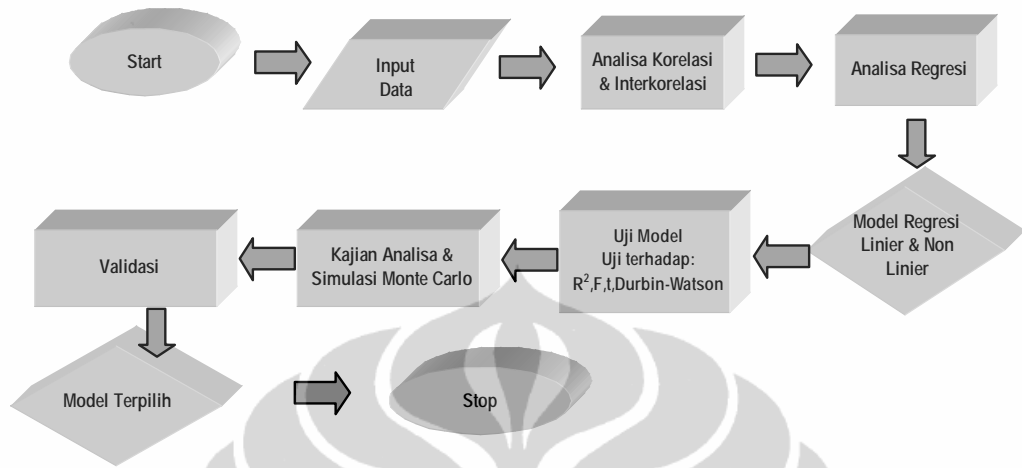 Start
Input
Data
Analisa Korelasi
& Interkorelasi
Analisa Regresi
Model Regresi
Linier & Non
Linier
Uji Model
Uji terhadap:
R²,F,t,Durbin-Watson
Kajian Analisa &
Simulasi Monte Carlo
Validasi
Model Terpilih
Stop